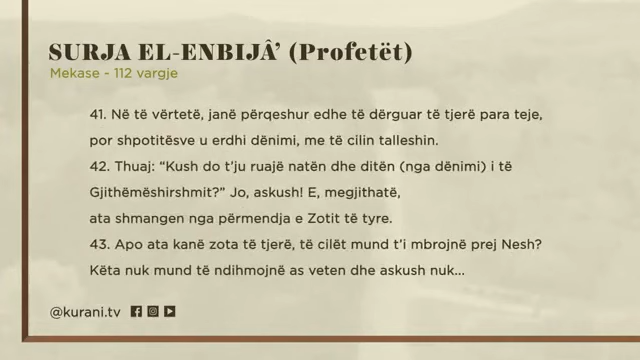 SURJA EL-ENBIJÂ’ (Profetët)
Mekase - 112 vargje
41. Në të vërtetë, janë përqeshur edhe të dërguar të tjerë para teje,
por shpotitësve u erdhi dënimi, me të cilin talleshin.
42. Thuaj: “Kush do t’ju ruajë natën dhe ditën (nga dënimi) i të
Gjithëmëshirshmit?” Jo, askush! E, megjithatë,
ata shmangen nga përmendja e Zotit të tyre.
43. Apo ata kanë zota të tjerë, të cilët mund t’i mbrojnë prej Nesh?
Këta nuk mund të ndihmojnë as veten dhe askush nuk...
@kurani.tv